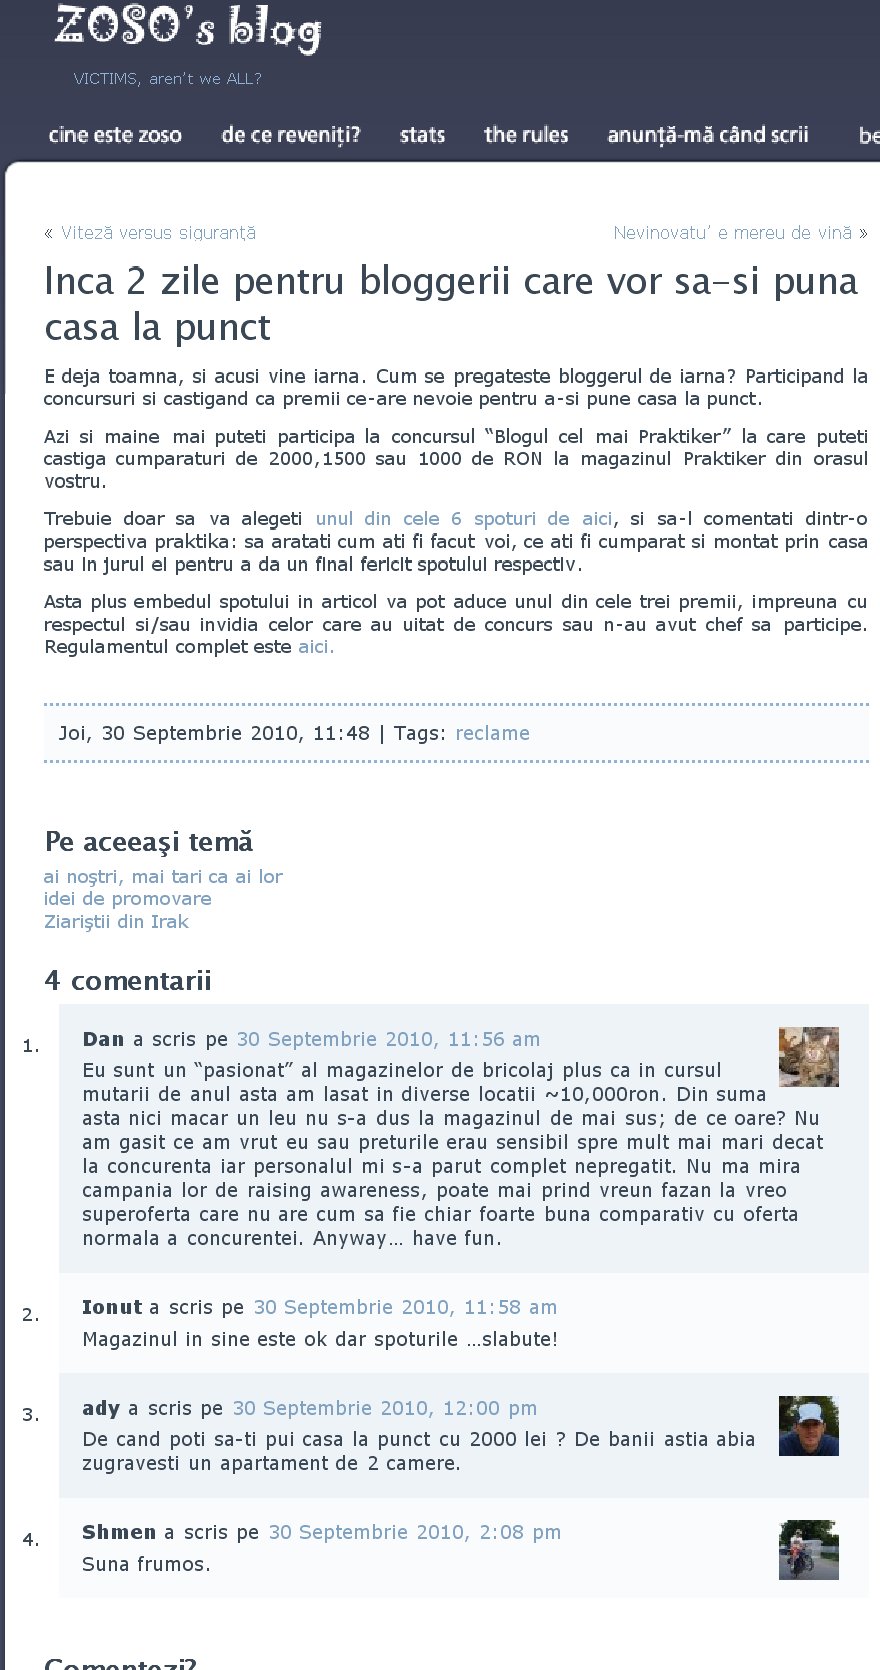 ZOSO's blog
VICTIMS, aren't we ALL?
cine este zoso de ce reveniți? stats the rules anunță-mă când scrii
« Viteză versus siguranţă Nevinovatu' e mereu de vină »
Inca 2 zile pentru bloggerii care vor sa-si puna
casa la punct
E deja toamna, si acusi vine iarna. Cum se pregateste bloggerul de iarna? Participand la
concursuri si castigand ca premii ce-are nevoie pentru a-si pune casa la punct.
Azi si maine mai puteti participa la concursul “Blogul cel mai Praktiker” la care puteti
castiga cumparaturi de 2000,1500 sau 1000 de RON la magazinul Praktiker din orasul
vostru.
Trebuie doar sa va alegeti unul din cele 6 spoturi de aici, si sa-l comentati dintr-o
perspectiva praktika: sa aratati cum ati fi facut voi, ce ati fi cumparat si montat prin casa
sau in jurul ei pentru a da un final fericit spotului respectiv.
Asta plus embedul spotului in articol va pot aduce unul din cele trei premii, impreuna cu
respectul si/sau invidia celor care au uitat de concurs sau n-au avut chef sa participe.
Regulamentul complet este aici.
Joi, 30 Septembrie 2010, 11:48 | Tags: reclame
Pe aceeaşi temă
ai noştri, mai tari ca ai lor
idei de promovare
Ziariştii din Irak
4 comentarii
1. Dan a scris pe 30 Septembrie 2010, 11:56 am
Eu sunt un “pasionat” al magazinelor de bricolaj plus ca in cursul
mutarii de anul asta am lasat in diverse locatii ~10,000ron. Din suma
asta nici macar un leu nu s-a dus la magazinul de mai sus; de ce oare? Nu
am gasit ce am vrut eu sau preturile erau sensibil spre mult mai mari decat
la concurenta iar personalul mi s-a parut complet nepregatit. Nu ma mira
campania lor de raising awareness, poate mai prind vreun fazan la vreo
superoferta care nu are cum sa fie chiar foarte buna comparativ cu oferta
normala a concurentei. Anyway… have fun.
2. Ionut a scris pe 30 Septembrie 2010, 11:58 am
Magazinul in sine este ok dar spoturile …slabute!
3. ady a scris pe 30 Septembrie 2010, 12:00 pm
De cand poti sa-ti pui casa la punct cu 2000 lei ? De banii astia abia
zugravesti un apartament de 2 camere.
4. Shmen a scris pe 30 Septembrie 2010, 2:08 pm
Suna frumos.
Comentezi?